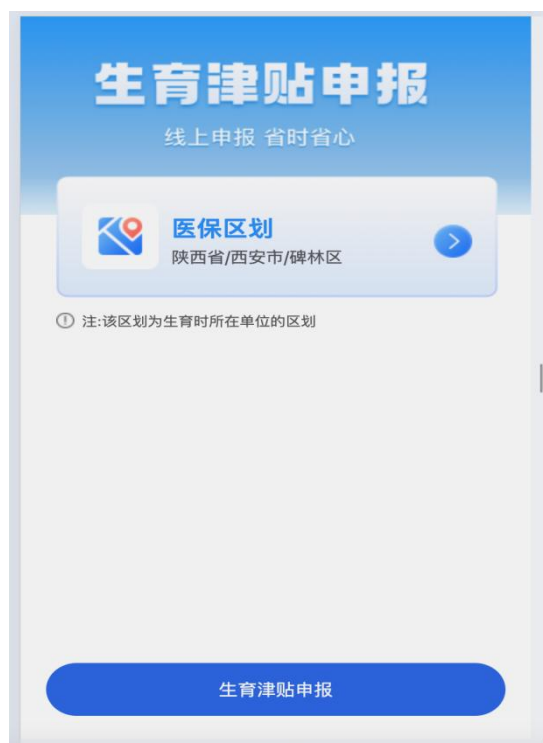 生育津贴申报
线上申报 省时省心
医保区划
陕西省/西安市/碑林区
注:该区划为生育时所在单位的区划
生育津贴申报